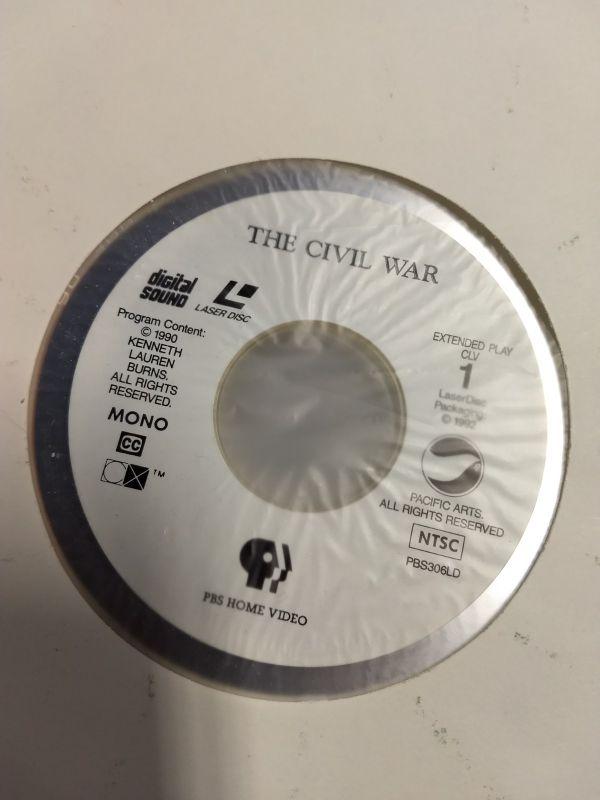 THE CIVIL WAR
digital
SOUND
LASER DISC
Program Content:
© 1990
KENNETH
LAUREN
BURNS.
ALL RIGHTS
RESERVED.
MONO
CC
TM
EXTENDED PLAY
CLV
1
LaserDisc
Packaging:
© 1992
PACIFIC ARTS.
ALL RIGHTS RESERVED
NTSC
PBS306LD
PBS HOME VIDEO